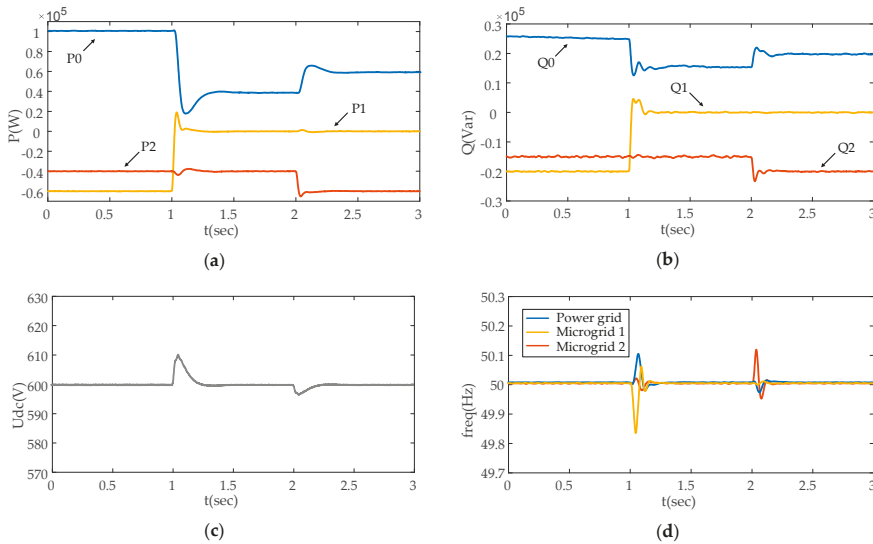 ×10⁵
P0
P1
P2
P(W)
1
0.8
0.6
0.4
0.2
0
-0.2
-0.4
-0.6
0 0.5 1 1.5 2 2.5 3
t(sec)
(a)
×10⁵
Q0
Q1
Q2
Q(Var)
0.3
0.2
0.1
0
-0.1
-0.2
-0.3
0 0.5 1 1.5 2 2.5 3
t(sec)
(b)
Udc(V)
630
620
610
600
590
580
570
0 0.5 1 1.5 2 2.5 3
t(sec)
(c)
freq(Hz)
50.3
50.2
50.1
50
49.9
49.8
49.7
Power grid
Microgrid 1
Microgrid 2
0 0.5 1 1.5 2 2.5 3
t(sec)
(d)